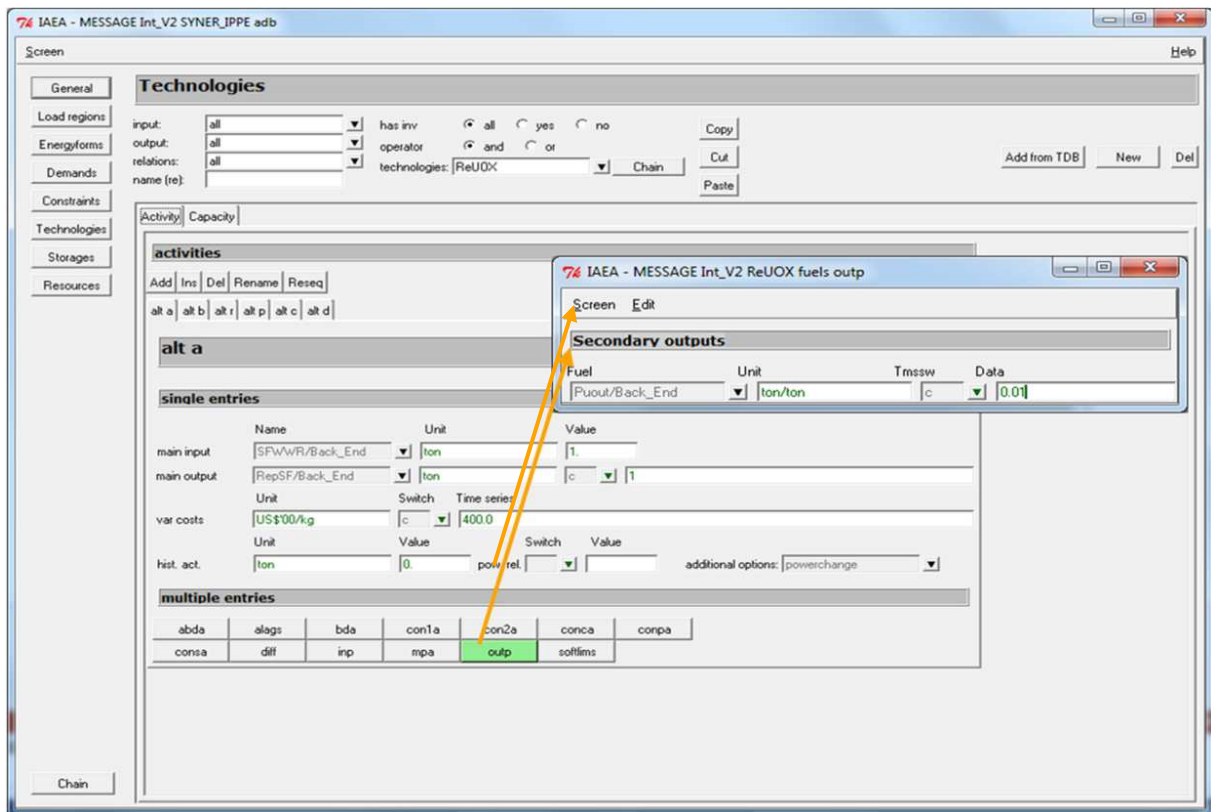 IAEA - MESSAGE Int_V2 SYNER_IPPE adb
Screen Help
General
Load regions
Energyforms
Demands
Constraints
Technologies
Storages
Resources
Chain
Technologies
input: all has inv all yes no Copy
output: all operator and or Cut
relations: all technologies: ReUOX Chain
name (re): Paste
Add from TDB New Del
Activity Capacity
activities
Add Ins Del Rename Reseq
alt a alt b alt r alt p alt c alt d
alt a
single entries
Name Unit Value
main input SFWWR/Back_End ton 1.
main output RepSF/Back_End ton c 1
Unit Switch Time series
var costs US$'00/kg c 400.0
Unit Value Switch Value
hist. act. ton 0. pow. rel. additional options: powerchange
multiple entries
abda alags bda con1a con2a conca conpa
consa diff inp mpa outp softlims
IAEA - MESSAGE Int_V2 ReUOX fuels outp
Screen Edit
Secondary outputs
Fuel Unit Tmssw Data
Puout/Back_End ton/ton c 0.01